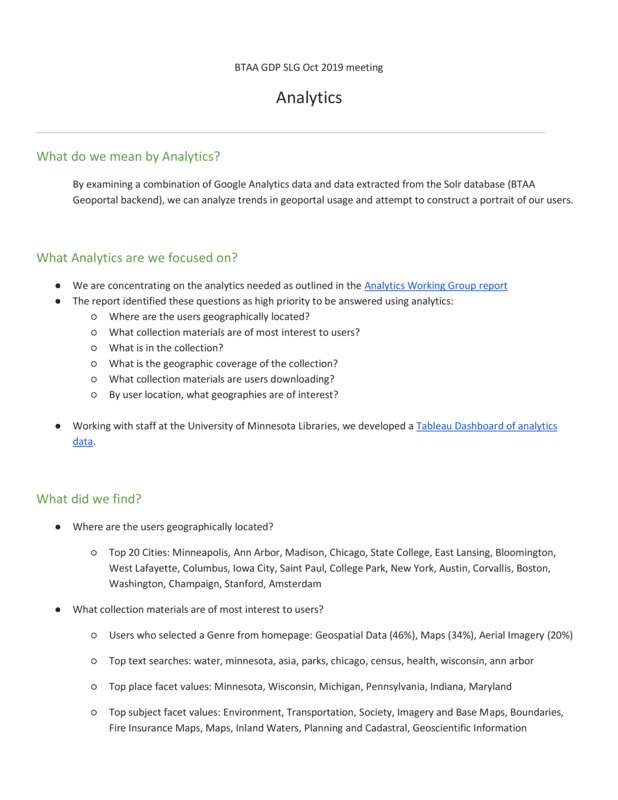 BTAA GDP SLG Oct 2019 meeting
Analytics
What do we mean by Analytics?
By examining a combination of Google Analytics data and data extracted from the Solr database (BTAA
Geoportal backend), we can analyze trends in geoportal usage and attempt to construct a portrait of our users.
What Analytics are we focused on?
● We are concentrating on the analytics needed as outlined in the Analytics Working Group report
● The report identified these questions as high priority to be answered using analytics:
○ Where are the users geographically located?
○ What collection materials are of most interest to users?
○ What is in the collection?
○ What is the geographic coverage of the collection?
○ What collection materials are users downloading?
○ By user location, what geographies are of interest?
● Working with staff at the University of Minnesota Libraries, we developed a Tableau Dashboard of analytics
data.
What did we find?
● Where are the users geographically located?
○ Top 20 Cities: Minneapolis, Ann Arbor, Madison, Chicago, State College, East Lansing, Bloomington,
West Lafayette, Columbus, Iowa City, Saint Paul, College Park, New York, Austin, Corvallis, Boston,
Washington, Champaign, Stanford, Amsterdam
● What collection materials are of most interest to users?
○ Users who selected a Genre from homepage: Geospatial Data (46%), Maps (34%), Aerial Imagery (20%)
○ Top text searches: water, minnesota, asia, parks, chicago, census, health, wisconsin, ann arbor
○ Top place facet values: Minnesota, Wisconsin, Michigan, Pennsylvania, Indiana, Maryland
○ Top subject facet values: Environment, Transportation, Society, Imagery and Base Maps, Boundaries,
Fire Insurance Maps, Maps, Inland Waters, Planning and Cadastral, Geoscientific Information